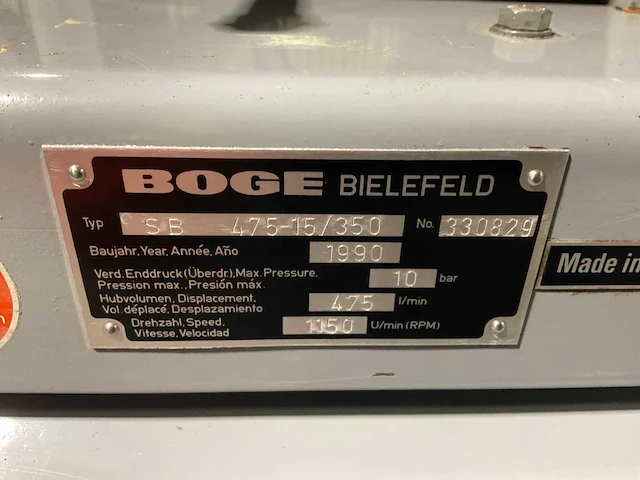 BOGE BIELEFELD
Typ SB 475-15/350 No. 330829
Baujahr, Year, Année, Año 1990
Verd. Enddruck (Überdr.), Max. Pressure, 10 bar
Pression max., Presión máx.
Hubvolumen, Displacement, 475 l/min
Vol. déplacé, Desplazamiento
Drehzahl, Speed, 1150 U/min (RPM)
Vitesse, Velocidad
Made in